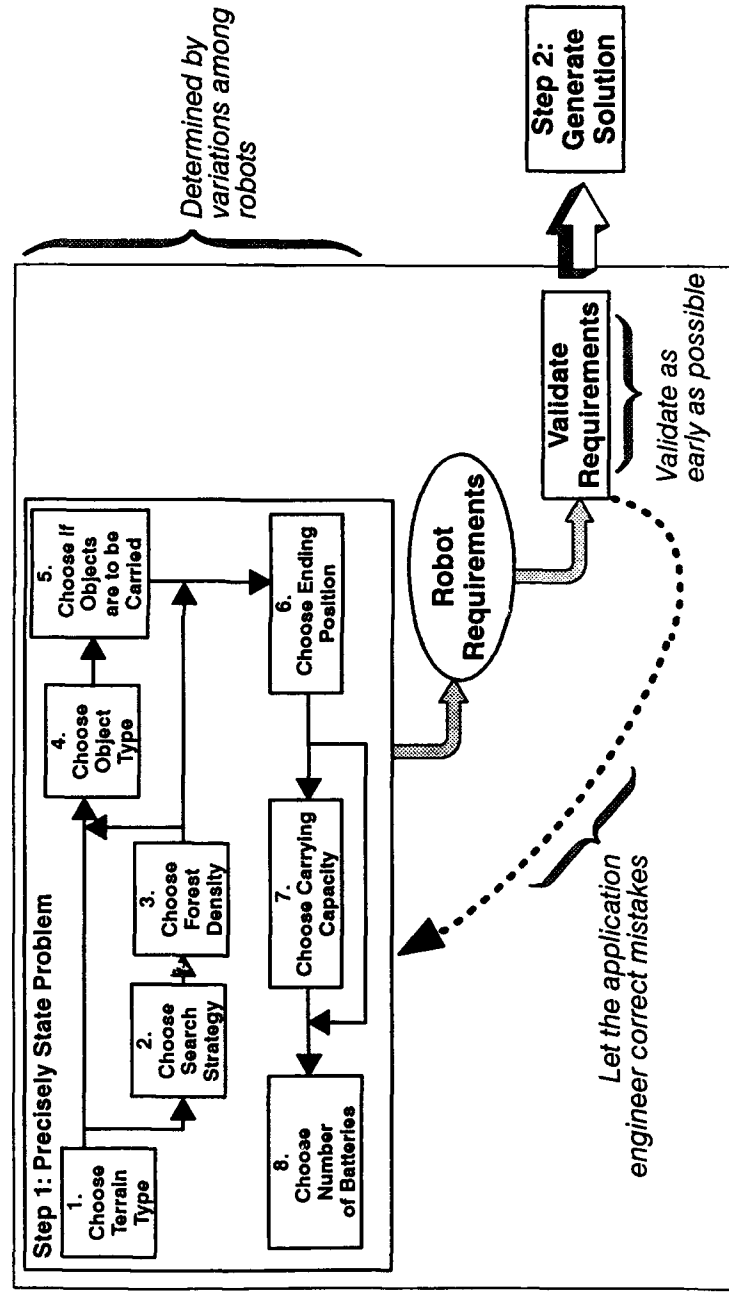 Step 1: Precisely State Problem
1.
Choose
Terrain
Type
2.
Choose
Search
Strategy
3.
Choose
Forest
Density
4.
Choose
Object
Type
5.
Choose If
Objects
are to be
Carried
6.
Choose Ending
Position
7.
Choose Carrying
Capacity
8.
Choose
Number
of Batteries
Determined by
variations among
robots
Robot
Requirements
Validate
Requirements
Validate as
early as possible
Step 2:
Generate
Solution
Let the application
engineer correct mistakes